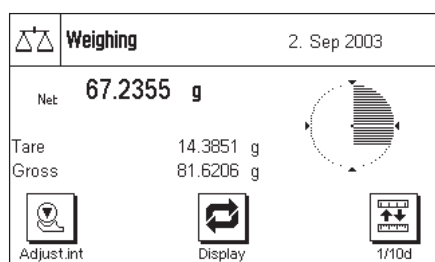 Weighing 2. Sep 2003
Net 67.2355 g
Tare 14.3851 g
Gross 81.6206 g
Adjust.int Display 1/10d